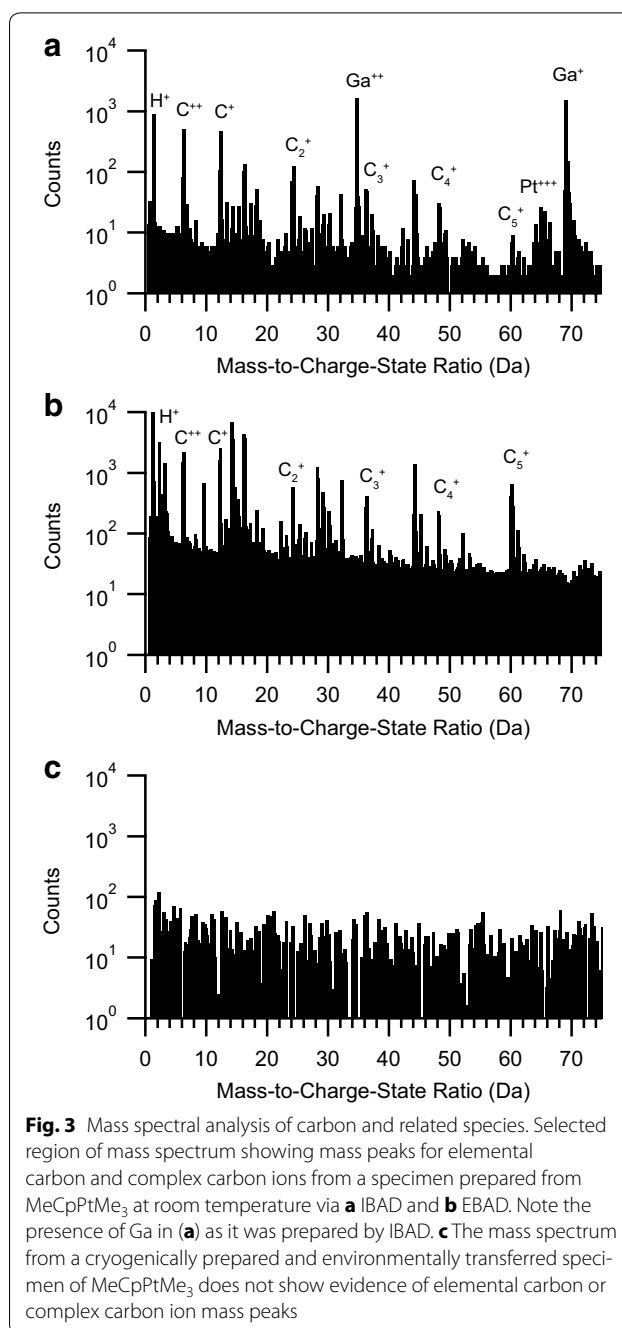 a
10⁴
10³
10²
10¹
10⁰
Counts
H⁺
C⁺⁺
C⁺
C₂⁺
Ga⁺⁺
C₃⁺
C₄⁺
C₅⁺
Pt⁺⁺⁺
Ga⁺
0 10 20 30 40 50 60 70
Mass-to-Charge-State Ratio (Da)
b
10⁴
10³
10²
10¹
10⁰
Counts
H⁺
C⁺⁺
C⁺
C₂⁺
C₃⁺
C₄⁺
C₅⁺
0 10 20 30 40 50 60 70
Mass-to-Charge-State Ratio (Da)
c
10⁴
10³
10²
10¹
10⁰
Counts
0 10 20 30 40 50 60 70
Mass-to-Charge-State Ratio (Da)
Fig. 3 Mass spectral analysis of carbon and related species. Selected
region of mass spectrum showing mass peaks for elemental
carbon and complex carbon ions from a specimen prepared from
MeCpPtMe₃ at room temperature via a IBAD and b EBAD. Note the
presence of Ga in (a) as it was prepared by IBAD. c The mass spectrum
from a cryogenically prepared and environmentally transferred speci-
men of MeCpPtMe₃ does not show evidence of elemental carbon or
complex carbon ion mass peaks